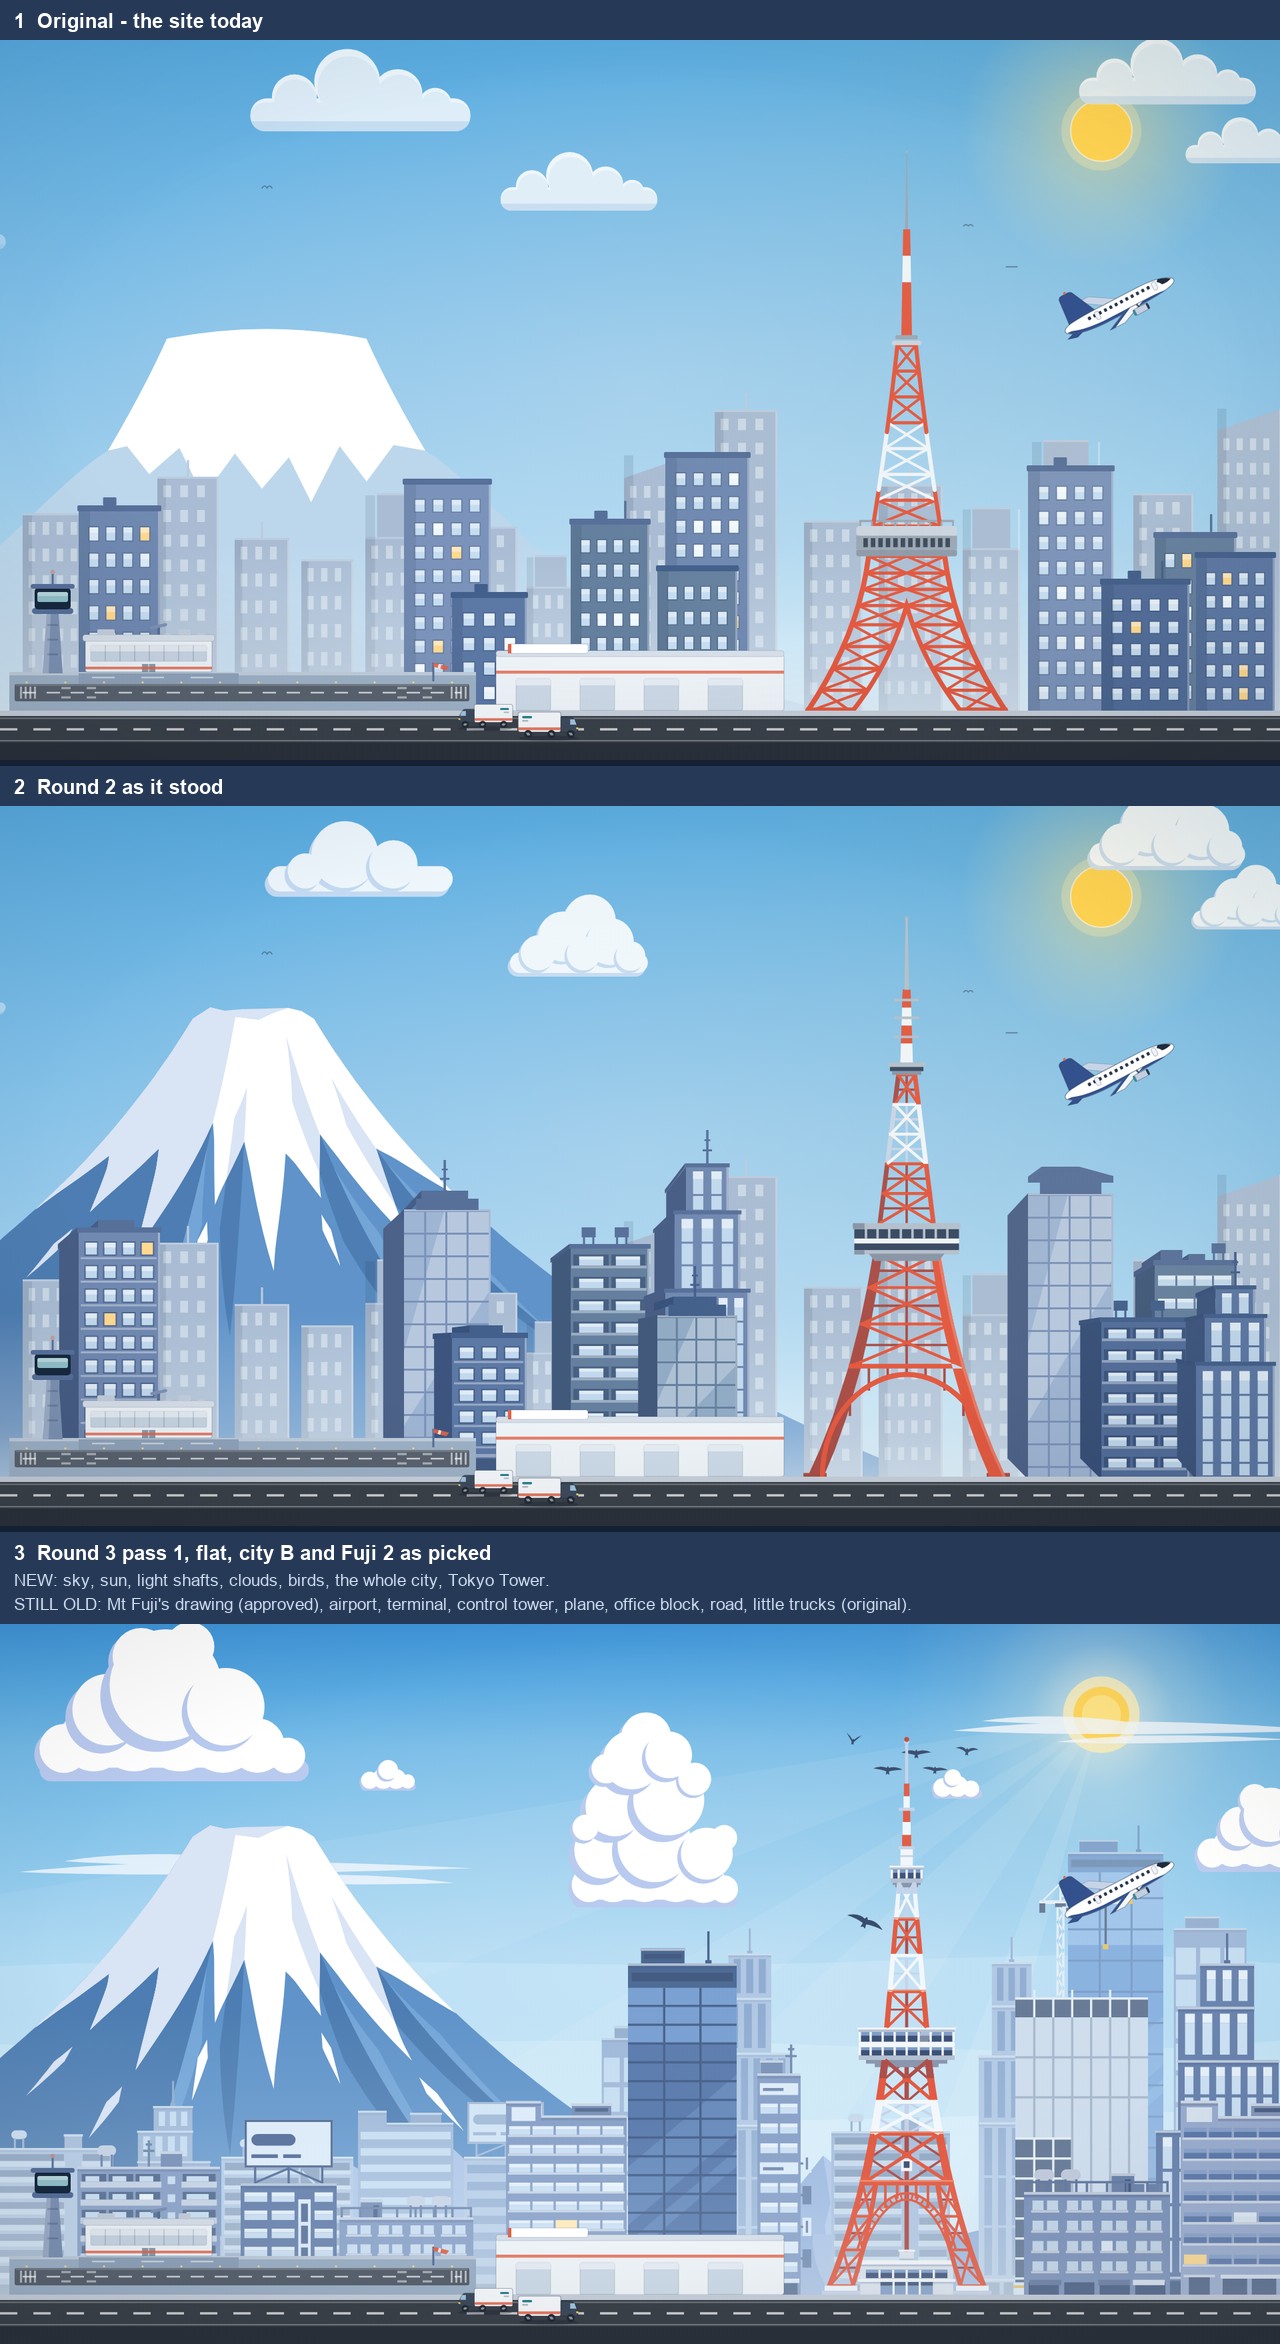 1 Original - the site today
2 Round 2 as it stood
3 Round 3 pass 1, flat, city B and Fuji 2 as picked
NEW: sky, sun, light shafts, clouds, birds, the whole city, Tokyo Tower.
STILL OLD: Mt Fuji's drawing (approved), airport, terminal, control tower, plane, office block, road, little trucks (original).